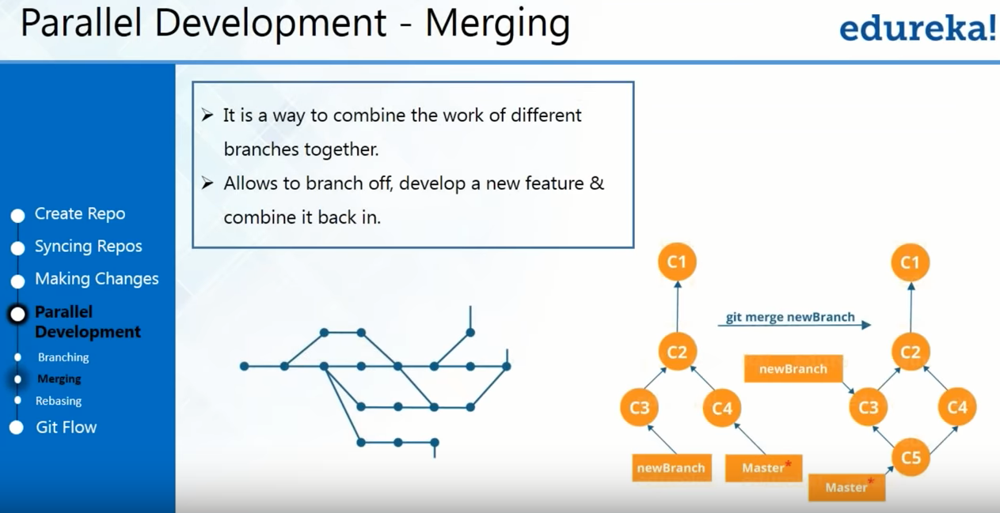 Parallel Development - Merging
edureka!
➤ It is a way to combine the work of different
branches together.
➤ Allows to branch off, develop a new feature &
combine it back in.
Create Repo
Syncing Repos
Making Changes
Parallel
Development
Branching
Merging
Rebasing
Git Flow
C1
C2
C3
C4
newBranch
Master*
git merge newBranch
C1
C2
newBranch
C3
C4
C5
Master*